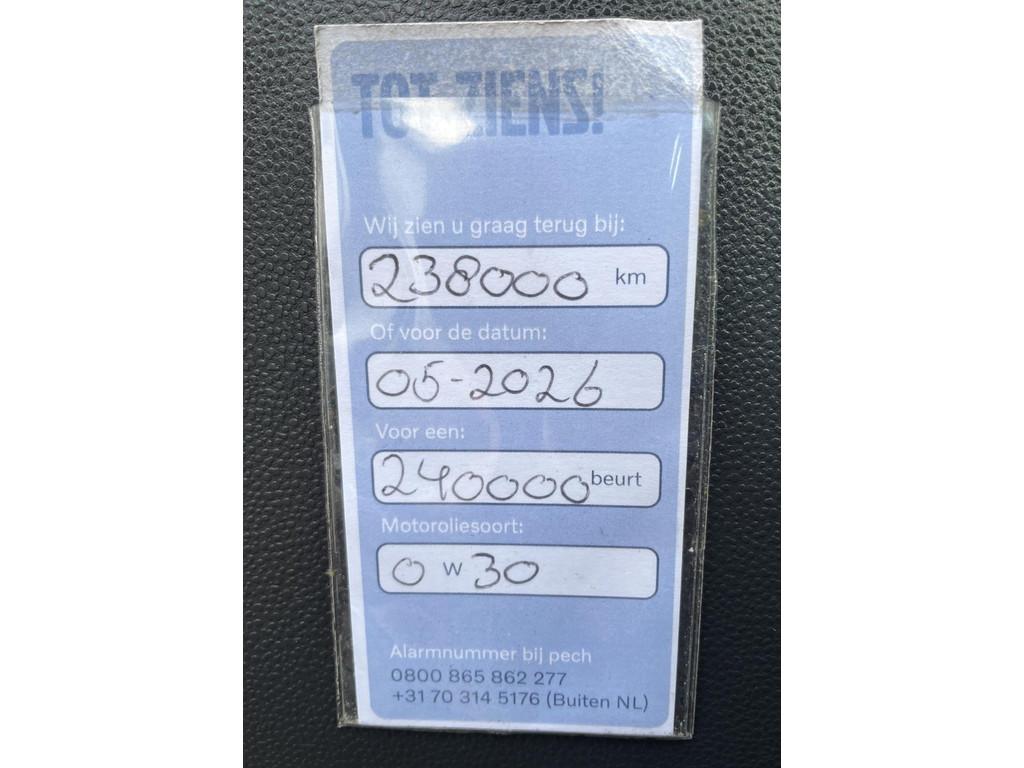 TOT ZIENS!
Wij zien u graag terug bij:
238000 km
Of voor de datum:
05-2026
Voor een:
240000 beurt
Motoroliesoort:
0 W 30
Alarmnummer bij pech
0800 865 862 277
+31 70 314 5176 (Buiten NL)